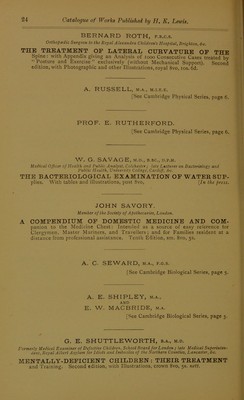 24 Catalogue of Works Published by H. K. Lewis.
BERNARD ROTH, F.R.C.S.
Orthopædic Surgeon to the Royal Alexandra Children's Hospital, Brighton, &c.
THE TREATMENT OF LATERAL CURVATURE OF THE
Spine: with Appendix giving an Analysis of 1000 Consecutive Cases treated by
"Posture and Exercise" exclusively (without Mechanical Support). Second
edition, with Photographic and other Illustrations, royal 8vo, 10s. 6d.
A. RUSSELL, M.A., M.I.E.E.
[See Cambridge Physical Series, page 6.
PROF. E. RUTHERFORD.
[See Cambridge Physical Series, page 6.
W. G. SAVAGE, M.D., B.SC., D.P.H.
Medical Officer of Health and Public Analyst, Colchester; late Lecturer on Bacteriology and
Public Health, University College, Cardiff, &c.
THE BACTERIOLOGICAL EXAMINATION OF WATER SUP-
plies. With tables and illustrations, post 8vo. [In the press.
JOHN SAVORY.
Member of the Society of Apothecaries, London
A COMPENDIUM OF DOMESTIC MEDICINE AND COM-
panion to the Medicine Chest: Intended as a source of easy reference for
Clergymen, Master Mariners, and Travellers; and for Families resident at a
distance from professional assistance. Tenth Edition, sm. 8vo, 5s.
A. C. SEWARD, M.A., F.G.S.
[See Cambridge Biological Series, page 5.
A. E. SHIPLEY, M.A.,
AND
E. W. MACBRIDE, M.A.
[See Cambridge Biological Series, page 5.
G. E. SHUTTLEWORTH, B.A., M.D.
Formerly Medical Examiner of Defective Children, School Board for London; late Medical Superinten-
dent, Royal Albert Asylum for Idiots and Imbeciles of the Northern Counties, Lancaster, &c.
MENTALLY-DEFICIENT CHILDREN: THEIR TREATMENT
and Training. Second edition, with Illustrations, crown 8vo, 5s. nett.